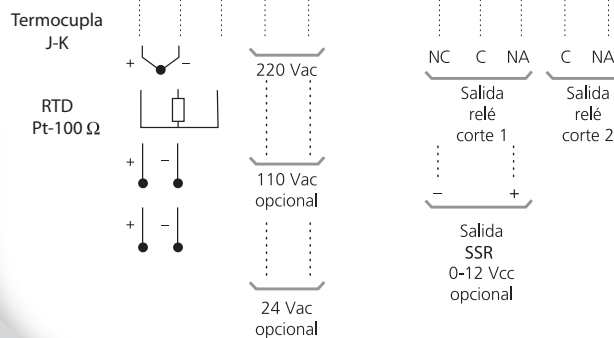 Termocupla
J-K
+ −
RTD
Pt-100 Ω
+ −
+ −
220 Vac
110 Vac
opcional
24 Vac
opcional
NC C NA
Salida
relé
corte 1
C NA
Salida
relé
corte 2
− +
Salida
SSR
0-12 Vcc
opcional